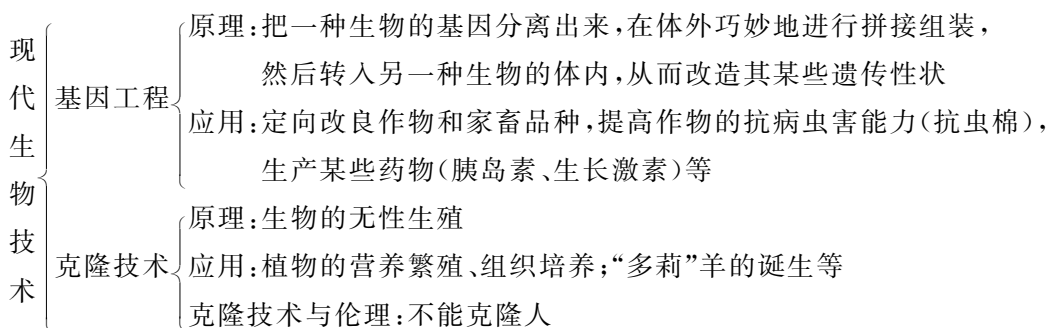 现代生物技术
基因工程
原理:把一种生物的基因分离出来,在体外巧妙地进行拼接组装,
然后转入另一种生物的体内,从而改造其某些遗传性状
应用:定向改良作物和家畜品种,提高作物的抗病虫害能力(抗虫棉),
生产某些药物(胰岛素、生长激素)等
克隆技术
原理:生物的无性生殖
应用:植物的营养繁殖、组织培养;“多莉”羊的诞生等
克隆技术与伦理:不能克隆人